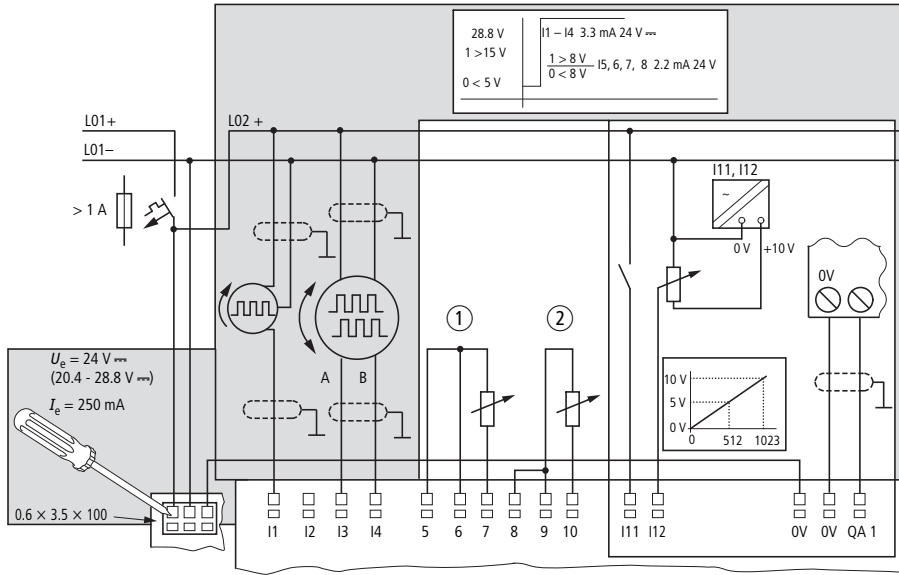 28.8 V
1 >15 V
0 < 5 V
I1 – I4 3.3 mA 24 V ⎓
1 > 8 V
0 < 8 V
I5, 6, 7, 8 2.2 mA 24 V
L01+
L02 +
L01–
> 1 A
I11, I12
~
0 V
+10 V
0V
1
2
A
B
Ue = 24 V ⎓
(20.4 - 28.8 V ⎓)
Ie = 250 mA
10 V
5 V
0 V
0
512
1023
0.6 × 3.5 × 100
I1
I2
I3
I4
5
6
7
8
9
10
I11
I12
0V
0V
QA 1